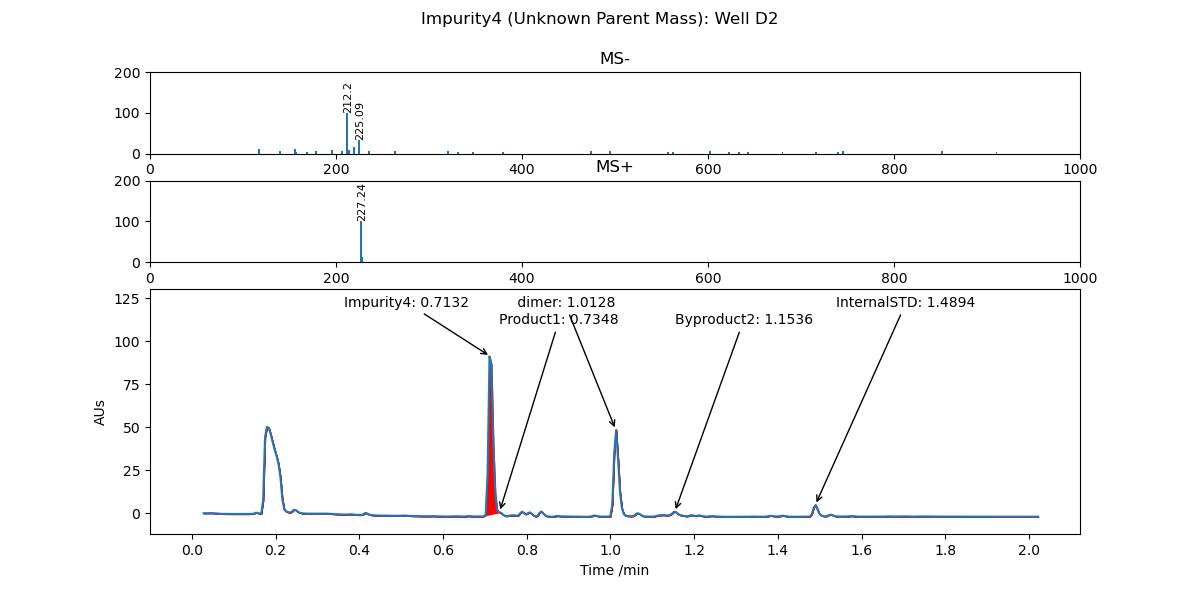 Impurity4 (Unknown Parent Mass): Well D2
MS-
200
100
0
212.2
225.09
0 200 400 600 800 1000
MS+
200
100
0
227.24
0 200 400 600 800 1000
125
100
75
50
25
0
AUs
Impurity4: 0.7132
dimer: 1.0128
InternalSTD: 1.4894
Product1: 0.7348
Byproduct2: 1.1536
0.0 0.2 0.4 0.6 0.8 1.0 1.2 1.4 1.6 1.8 2.0
Time /min